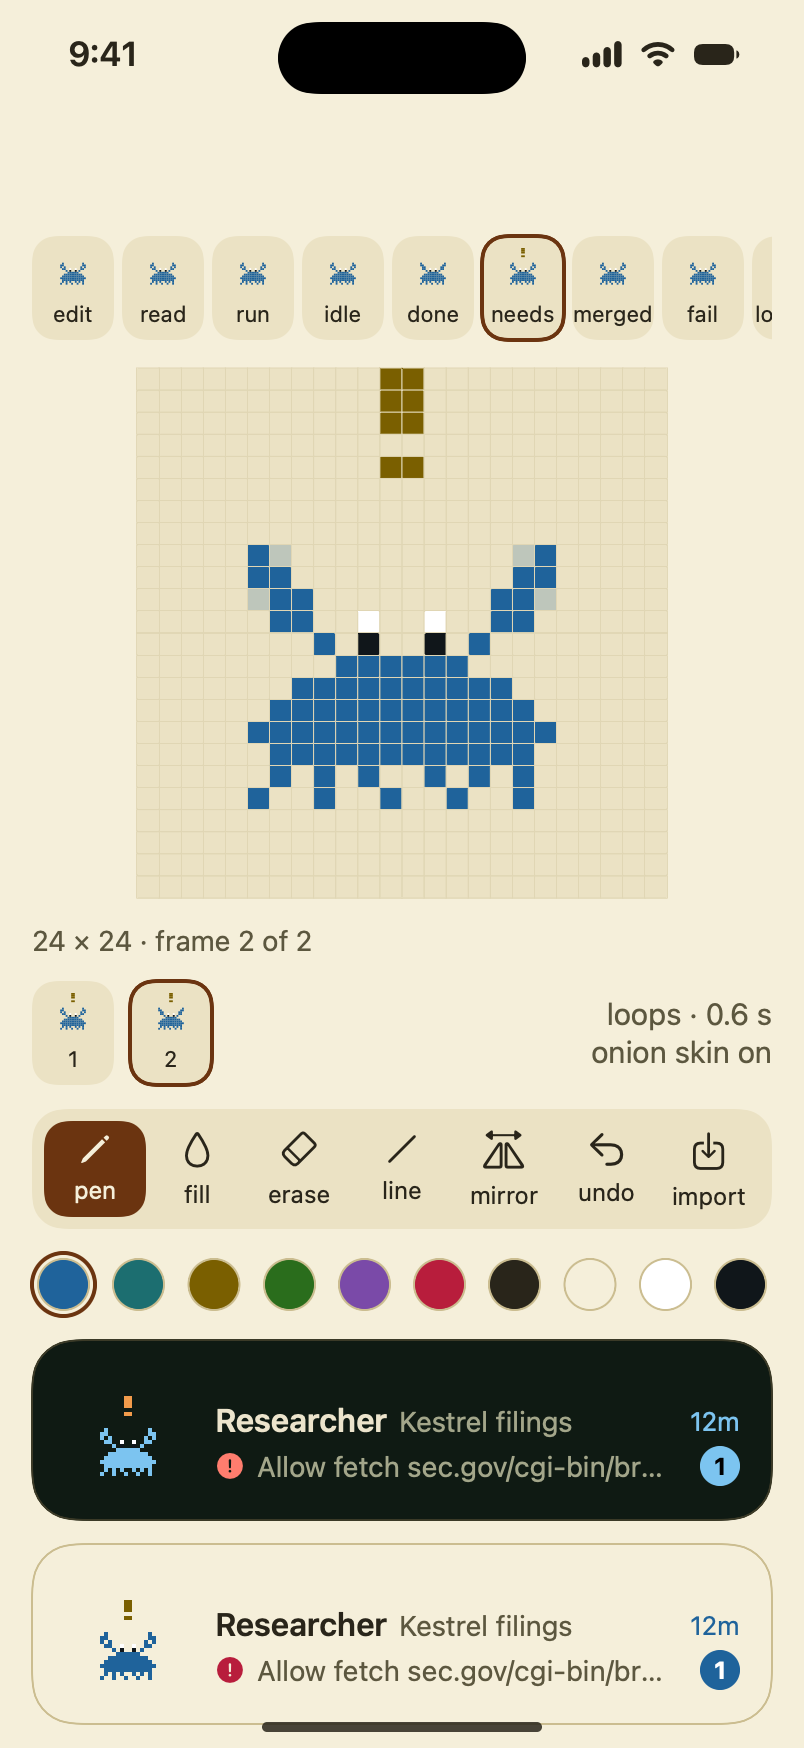 9:41
edit read run idle done needs merged fail lo
24 × 24 · frame 2 of 2
1 2
loops · 0.6 s
onion skin on
pen fill erase line mirror undo import
Researcher Kestrel filings 12m
! Allow fetch sec.gov/cgi-bin/br... 1
Researcher Kestrel filings 12m
! Allow fetch sec.gov/cgi-bin/br... 1